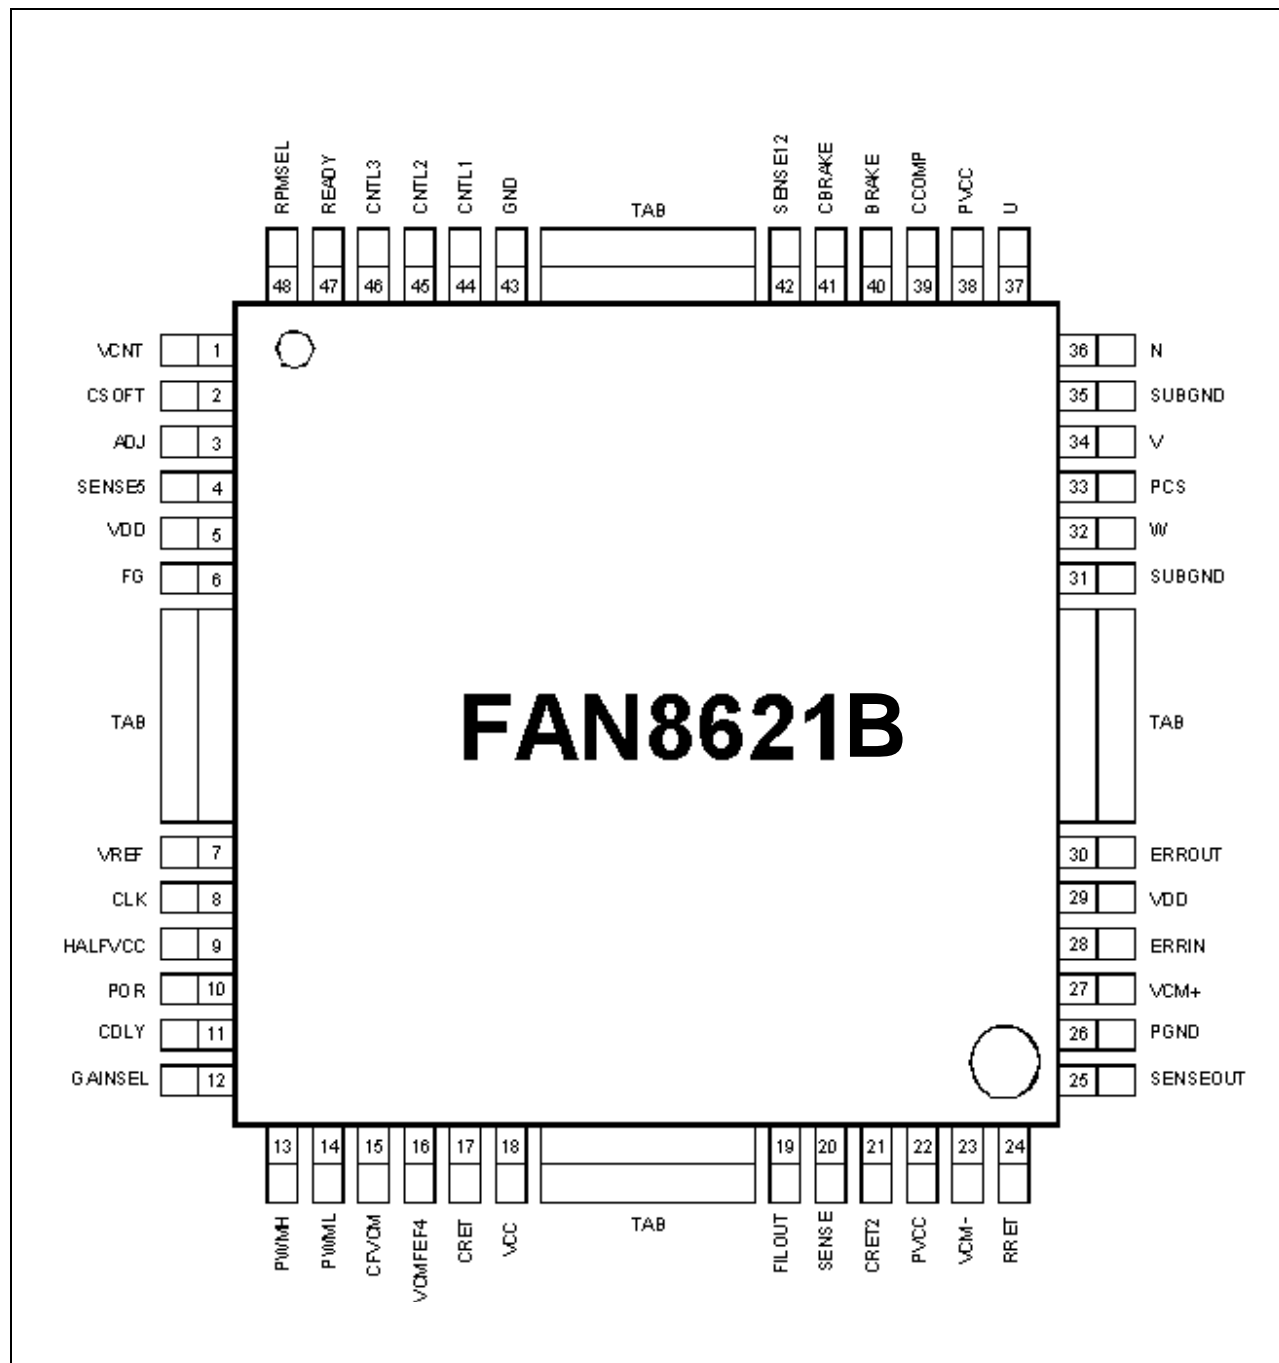 RPMSEL
READY
CNTL3
CNTL2
CNTL1
GND
TAB
SENSE12
CBRAKE
BRAKE
CCOMP
PVCC
U
48 47 46 45 44 43 42 41 40 39 38 37
VCNT 1
CSOFT 2
ADJ 3
SENSE5 4
VDD 5
FG 6
TAB
VREF 7
CLK 8
HALFVCC 9
POR 10
CDLY 11
GAINSEL 12
FAN8621B
36 N
35 SUBGND
34 V
33 PCS
32 W
31 SUBGND
TAB
30 ERROUT
29 VDD
28 ERRIN
27 VCM+
26 PGND
25 SENSEOUT
13 14 15 16 17 18 19 20 21 22 23 24
PWMH
PWML
CFVCM
VCMFEF4
CRET
VCC
TAB
FILOUT
SENSE
CRET2
PVCC
VCM-
RRET